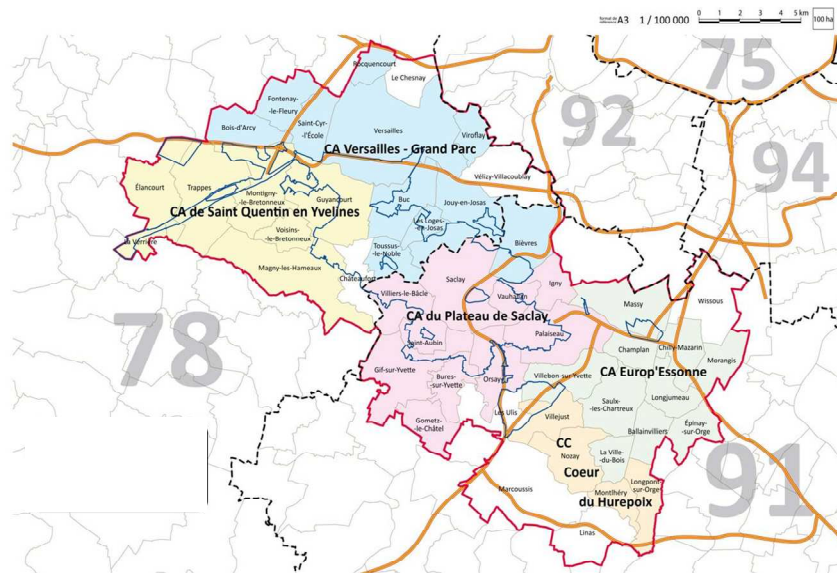 format de référence A3 1 / 100 000 0 1 2 3 4 5 km 100 ha
75
92
94
78
91
Rocquencourt
Le Chesnay
Fontenay
-le-Fleury
Bois-d'Arcy
Saint-Cyr
-l'École
Versailles
Viroflay
CA Versailles - Grand Parc
Vélizy-Villacoublay
Élancourt
Trappes
Montigny
-le-Bretonneux
Guyancourt
CA de Saint Quentin en Yvelines
Voisins
-le-Bretonneux
La Verrière
Magny-les-Hameaux
Châteaufort
Buc
Jouy-en-Josas
Les Loges
-en-Josas
Toussus
-le-Noble
Bièvres
Saclay
Igny
Villiers-le-Bâcle
Vauhallan
CA du Plateau de Saclay
Palaiseau
Saint-Aubin
Gif-sur-Yvette
Bures
-sur-Yvette
Orsay
Gometz
-le-Châtel
Les Ulis
Massy
Wissous
Champlan
Chilly-Mazarin
Morangis
Villebon-sur-Yvette
CA Europ'Essonne
Saulx
-les-Chartreux
Longjumeau
Épinay
-sur-Orge
Ballainvilliers
Villejust
CC
Nozay
La Ville
-du-Bois
Coeur
Longpont
-sur-Orge
Marcoussis
Montlhéry
du Hurepoix
Linas